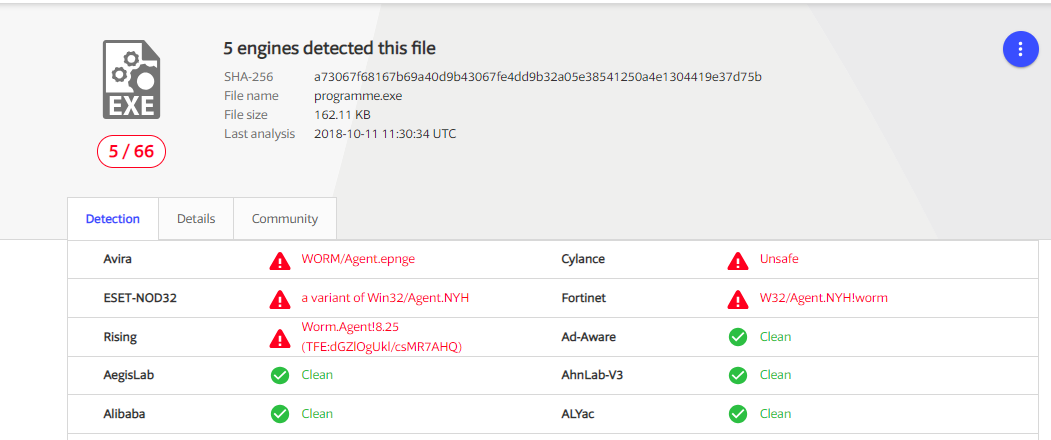 5 engines detected this file
SHA-256 a73067f68167b69a40d9b43067fe4dd9b32a05e38541250a4e1304419e37d75b
File name programme.exe
File size 162.11 KB
Last analysis 2018-10-11 11:30:34 UTC
EXE
5 / 66
Detection Details Community
Avira WORM/Agent.epnge Cylance Unsafe
ESET-NOD32 a variant of Win32/Agent.NYH Fortinet W32/Agent.NYH!worm
Rising Worm.Agent!8.25 (TFE:dGZlOgUkl/csMR7AHQ) Ad-Aware Clean
AegisLab Clean AhnLab-V3 Clean
Alibaba Clean ALYac Clean